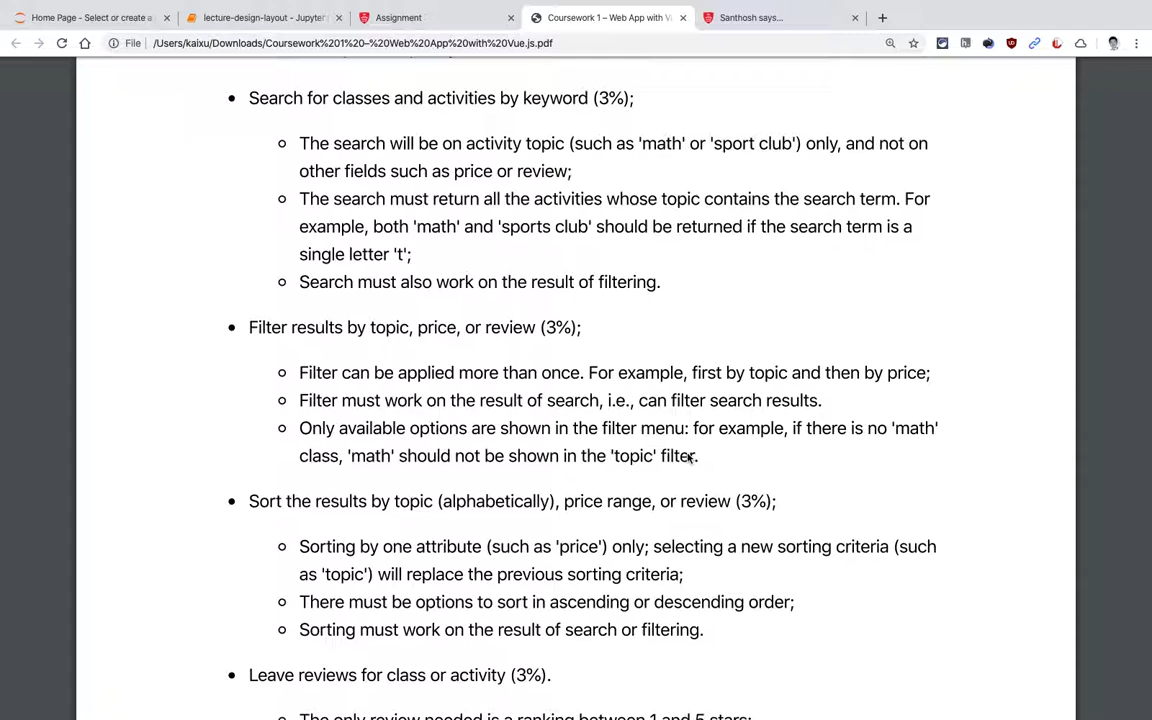 Home Page - Select or create a
lecture-design-layout - Jupyter
Assignment
Coursework 1 – Web App with V
Santhosh says...
File
/Users/kaixu/Downloads/Coursework%201%20–%20Web%20App%20with%20Vue.js.pdf
• Search for classes and activities by keyword (3%);
The search will be on activity topic (such as 'math' or 'sport club') only, and not on
other fields such as price or review;
The search must return all the activities whose topic contains the search term. For
example, both 'math' and 'sports club' should be returned if the search term is a
single letter 't';
Search must also work on the result of filtering.
• Filter results by topic, price, or review (3%);
Filter can be applied more than once. For example, first by topic and then by price;
Filter must work on the result of search, i.e., can filter search results.
Only available options are shown in the filter menu: for example, if there is no 'math'
class, 'math' should not be shown in the 'topic' filter.
• Sort the results by topic (alphabetically), price range, or review (3%);
Sorting by one attribute (such as 'price') only; selecting a new sorting criteria (such
as 'topic') will replace the previous sorting criteria;
There must be options to sort in ascending or descending order;
Sorting must work on the result of search or filtering.
• Leave reviews for class or activity (3%).
The only review needed is a ranking between 1 and 5 stars;